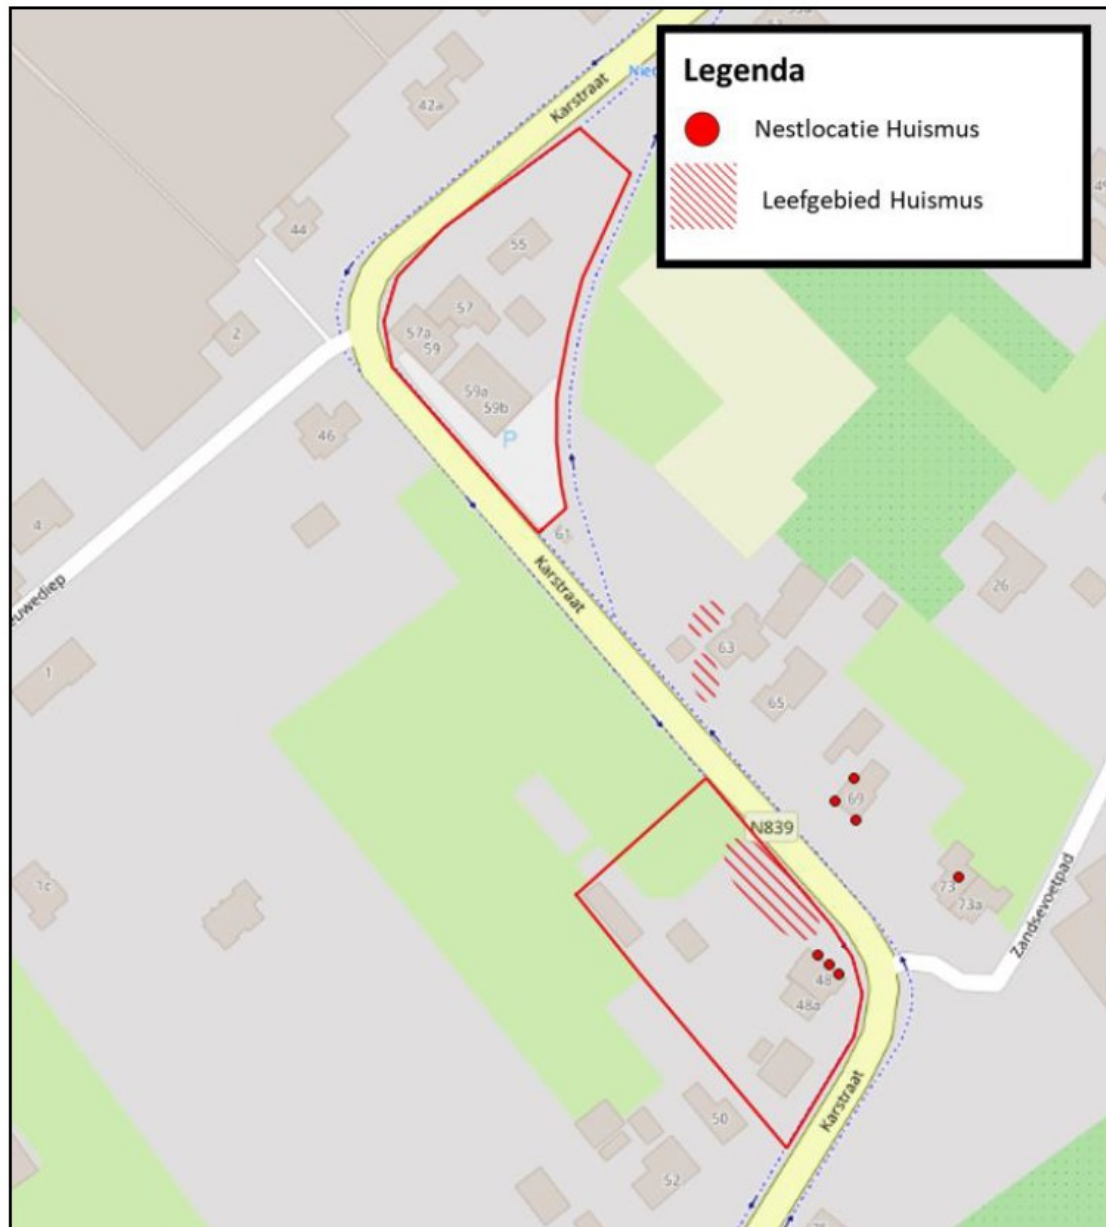 Legenda
Nestlocatie Huismus
Leefgebied Huismus
Karstraat
42a
44
55
2
57
57a
59
59a
59b
P
46
4
61
Karstraat
26
1
63
65
69
N839
73
73a
1c
Zandsevoetpad
48
48a
50
Karstraat
52